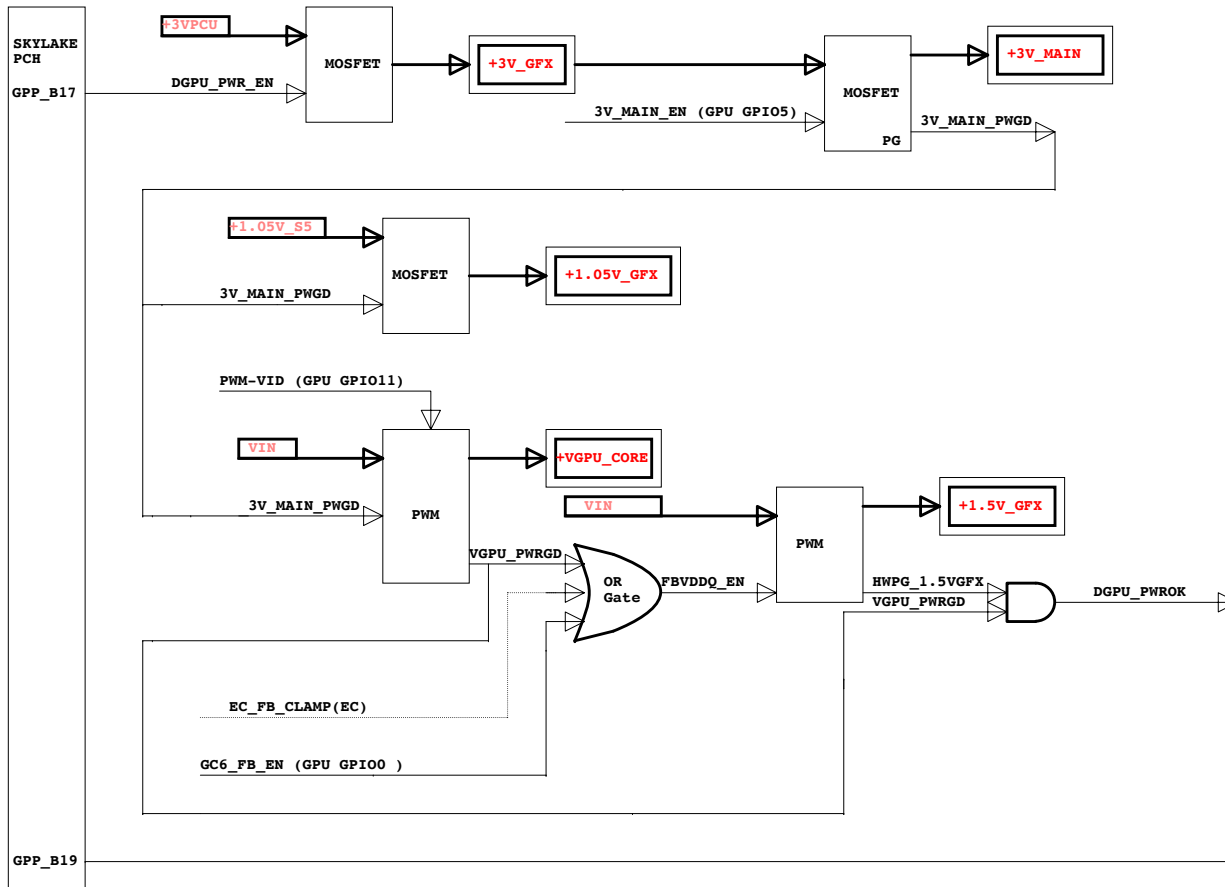 +3VPCU
SKYLAKE
PCH
MOSFET
+3V_GFX
+3V_MAIN
GPP_B17
DGPU_PWR_EN
MOSFET
3V_MAIN_EN (GPU GPIO5)
PG
3V_MAIN_PWGD
+1.05V_S5
MOSFET
+1.05V_GFX
3V_MAIN_PWGD
PWM-VID (GPU GPIO11)
VIN
+VGPU_CORE
3V_MAIN_PWGD
PWM
VIN
+1.5V_GFX
PWM
VGPU_PWRGD
OR
Gate
FBVDDQ_EN
HWPG_1.5VGFX
VGPU_PWRGD
DGPU_PWROK
EC_FB_CLAMP(EC)
GC6_FB_EN (GPU GPIO0 )
GPP_B19